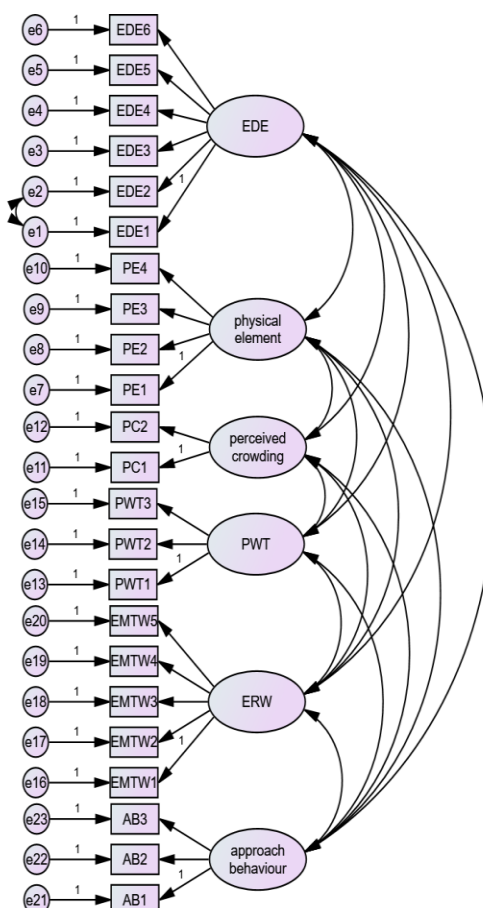 e6 1 EDE6
e5 1 EDE5
e4 1 EDE4
EDE
e3 1 EDE3
e2 1 EDE2
1
e1 1 EDE1
e10 1 PE4
e9 1 PE3
physical
element
e8 1 PE2
1
e7 1 PE1
e12 1 PC2
perceived
crowding
e11 1 PC1
1
e15 1 PWT3
e14 1 PWT2
PWT
e13 1 PWT1
1
e20 1 EMTW5
e19 1 EMTW4
e18 1 EMTW3
ERW
e17 1 EMTW2
1
e16 1 EMTW1
e23 1 AB3
e22 1 AB2
approach
behaviour
1
e21 1 AB1